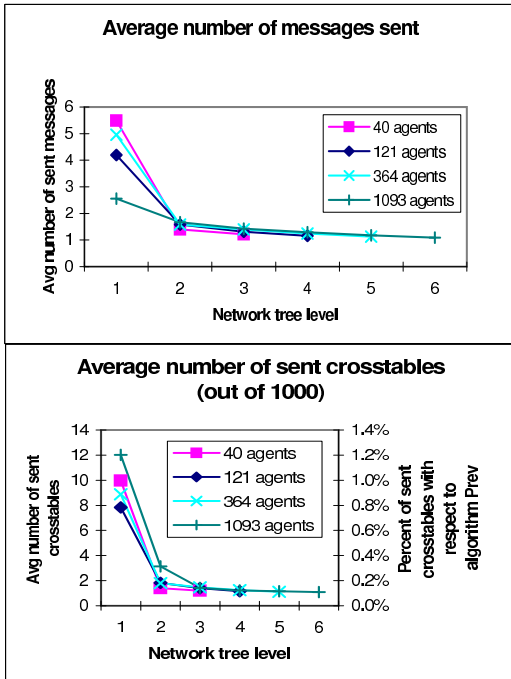 Average number of messages sent
Avg number of sent messages
6
5
4
3
2
1
0
40 agents
121 agents
364 agents
1093 agents
1 2 3 4 5 6
Network tree level
Average number of sent crosstables
(out of 1000)
Avg number of sent
crosstables
14
12
10
8
6
4
2
0
40 agents
121 agents
364 agents
1093 agents
1.4%
1.2%
1.0%
0.8%
0.6%
0.4%
0.2%
0.0%
Percent of sent
crosstables with
respect to
algorithm Prev
1 2 3 4 5 6
Network tree level